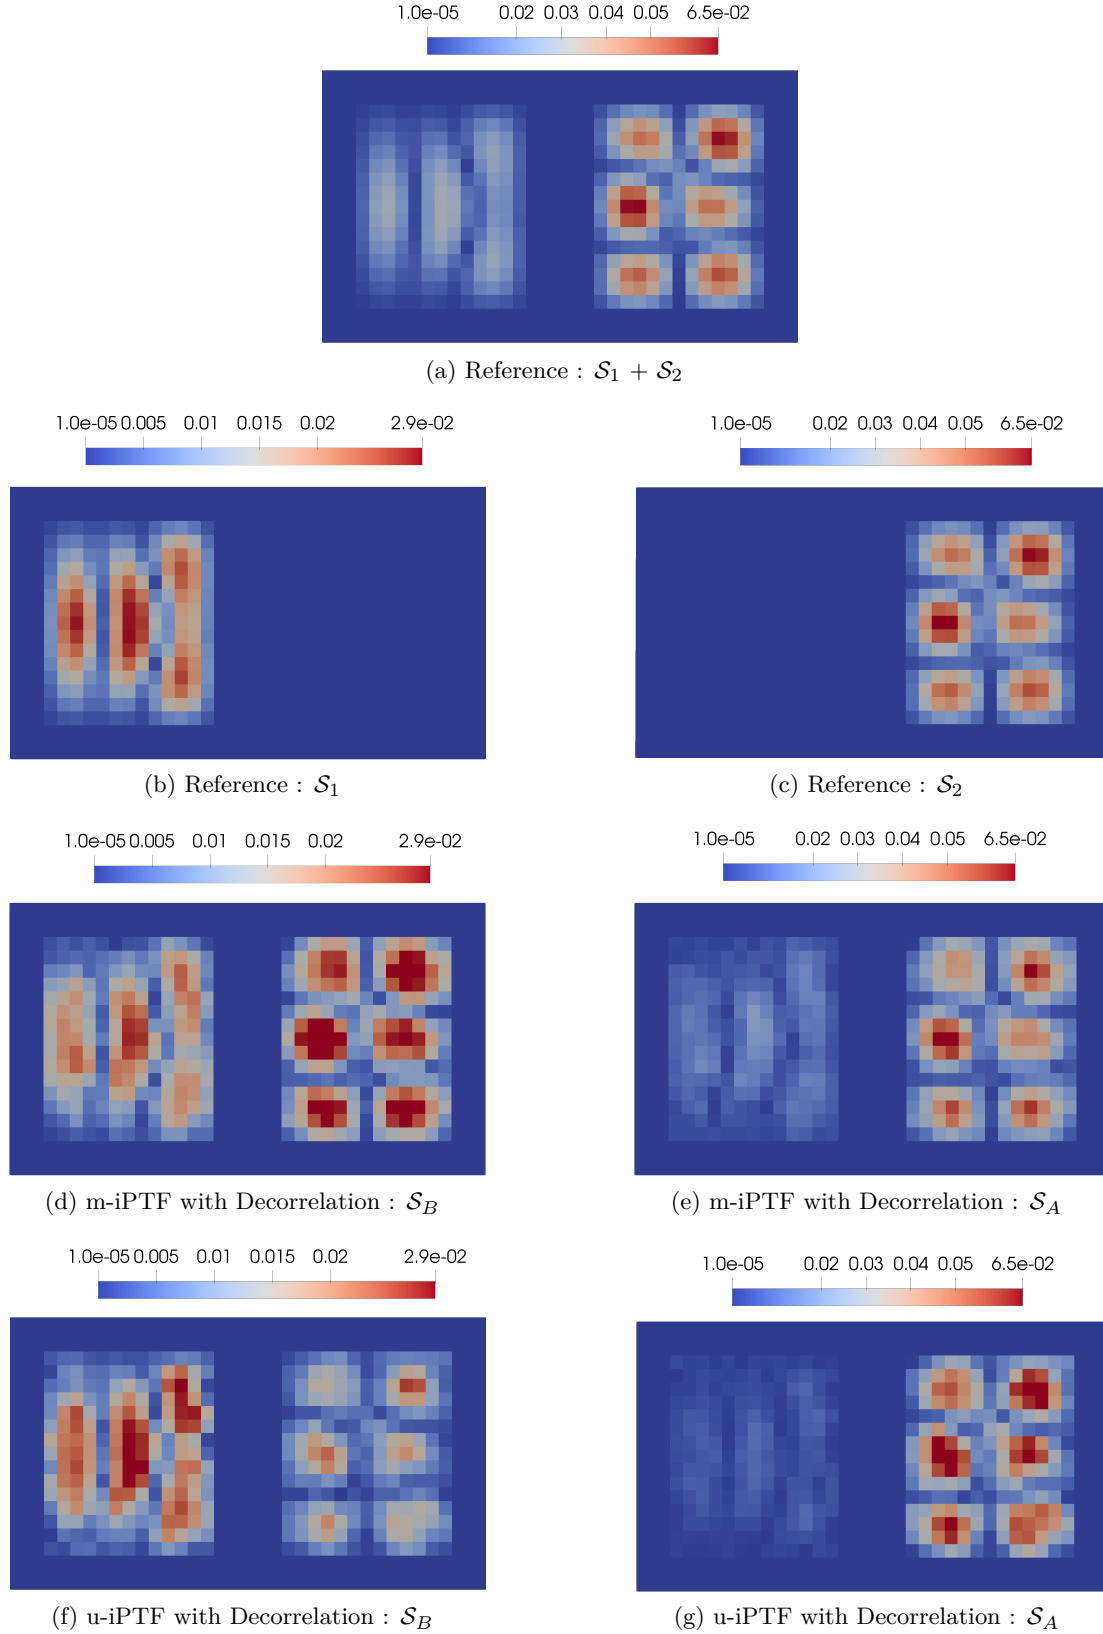 1.0e-05 0.02 0.03 0.04 0.05 6.5e-02
(a) Reference : 𝒮1 + 𝒮2
1.0e-05 0.005 0.01 0.015 0.02 2.9e-02
1.0e-05 0.02 0.03 0.04 0.05 6.5e-02
(b) Reference : 𝒮1
(c) Reference : 𝒮2
1.0e-05 0.005 0.01 0.015 0.02 2.9e-02
1.0e-05 0.02 0.03 0.04 0.05 6.5e-02
(d) m-iPTF with Decorrelation : 𝒮B
(e) m-iPTF with Decorrelation : 𝒮A
1.0e-05 0.005 0.01 0.015 0.02 2.9e-02
1.0e-05 0.02 0.03 0.04 0.05 6.5e-02
(f) u-iPTF with Decorrelation : 𝒮B
(g) u-iPTF with Decorrelation : 𝒮A